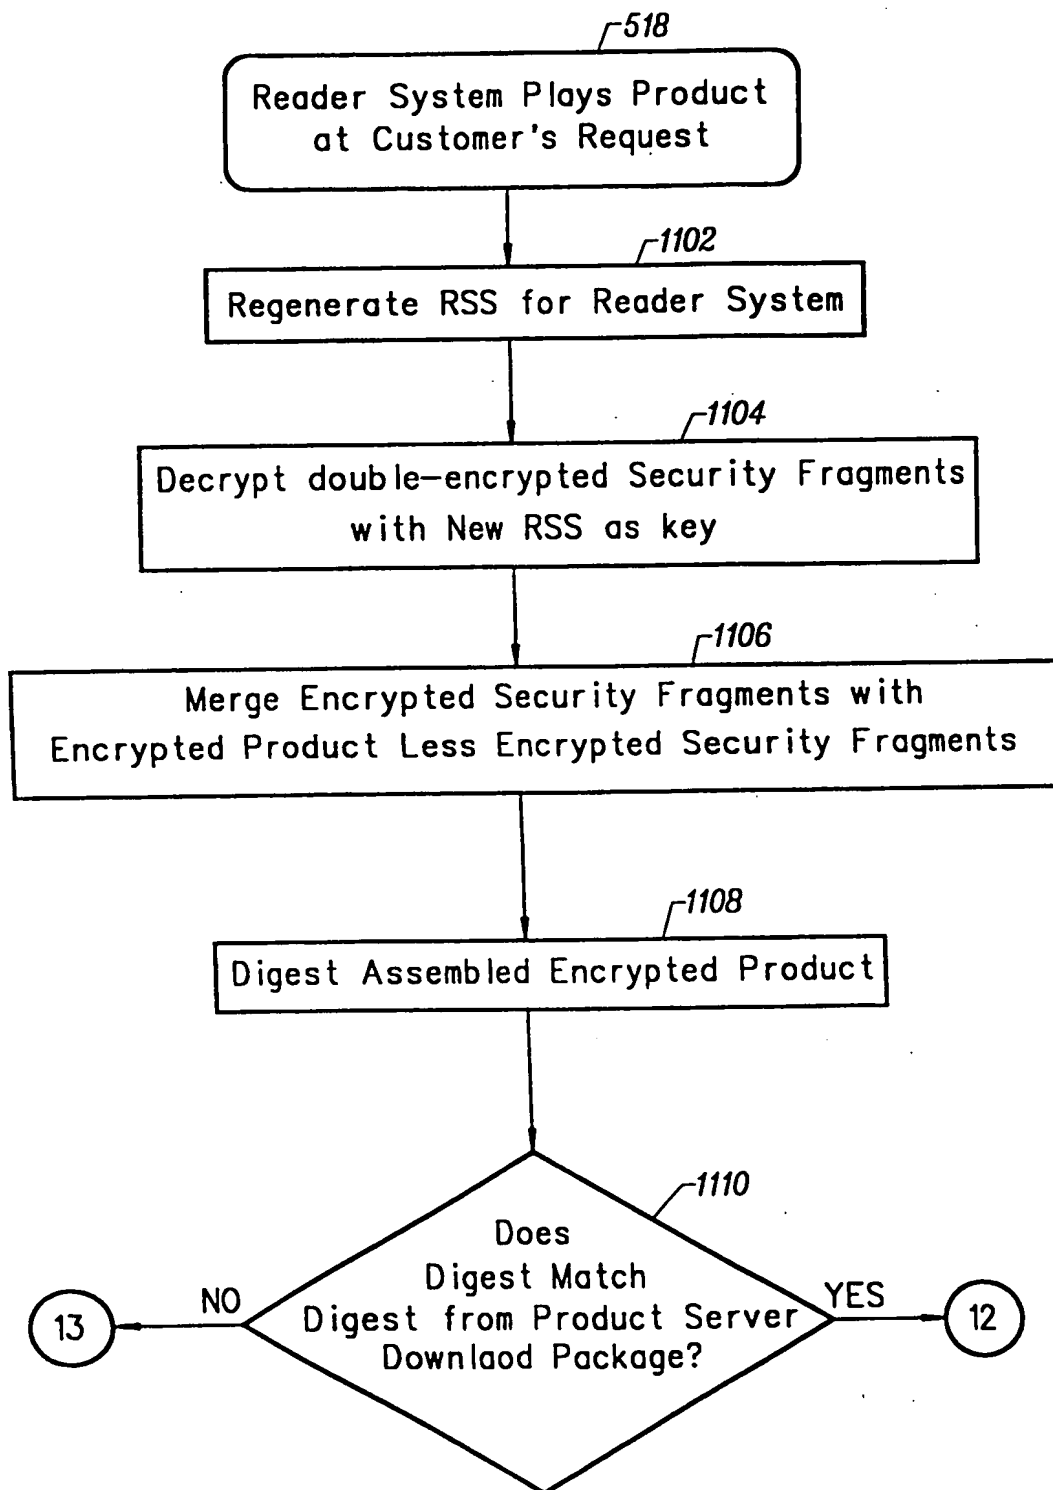 518
Reader System Plays Product
at Customer's Request
1102
Regenerate RSS for Reader System
1104
Decrypt double-encrypted Security Fragments
with New RSS as key
1106
Merge Encrypted Security Fragments with
Encrypted Product Less Encrypted Security Fragments
1108
Digest Assembled Encrypted Product
1110
Does
Digest Match
Digest from Product Server
Downlaod Package?
NO
YES
13
12